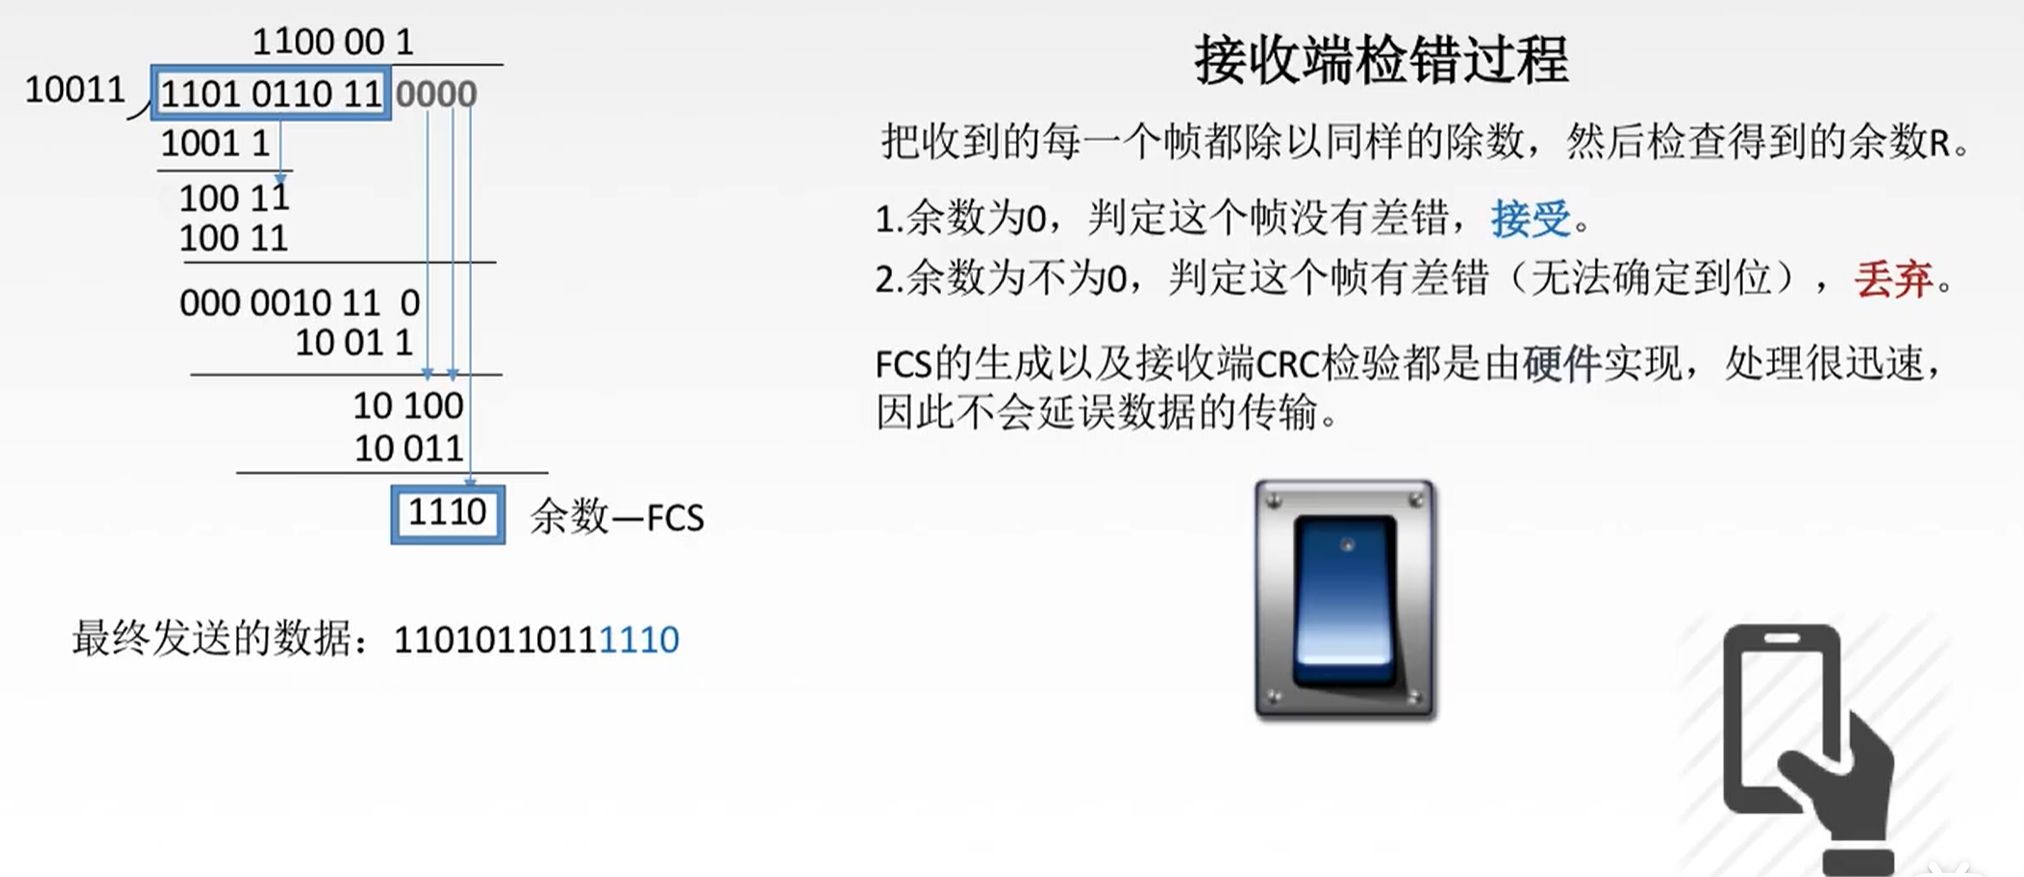 1100 00 1
10011 1101 0110 11 0000
1001 1
100 11
100 11
000 0010 11 0
10 01 1
10 100
10 011
1110 余数—FCS
最终发送的数据：11010110111110
接收端检错过程
把收到的每一个帧都除以同样的除数，然后检查得到的余数R。
1.余数为0，判定这个帧没有差错，接受。
2.余数为不为0，判定这个帧有差错（无法确定到位），丢弃。
FCS的生成以及接收端CRC检验都是由硬件实现，处理很迅速，
因此不会延误数据的传输。